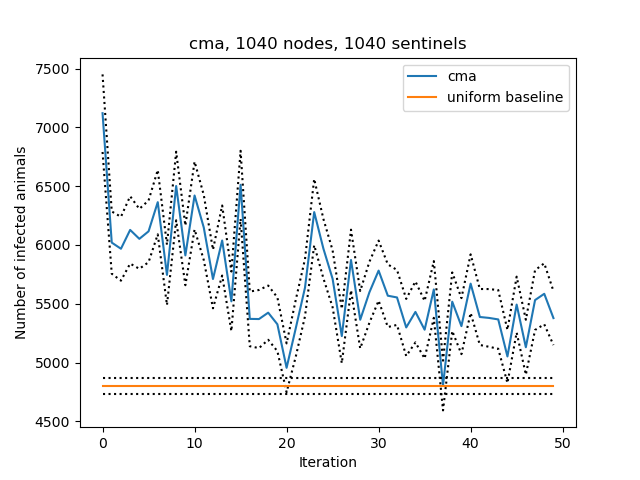 cma, 1040 nodes, 1040 sentinels
7500
7000
6500
6000
5500
5000
4500
Number of infected animals
cma
uniform baseline
0
10
20
30
40
50
Iteration